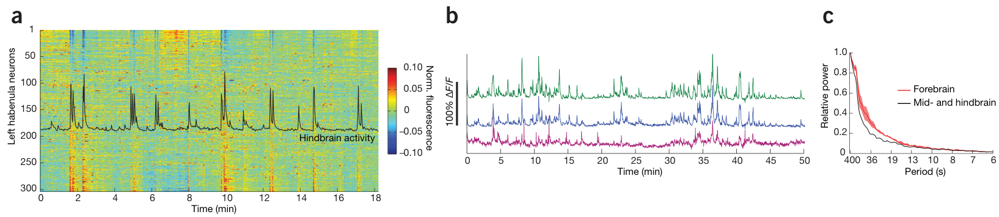 a
Left habenula neurons
1
50
100
150
200
250
300
Hindbrain activity
0 2 4 6 8 10 12 14 16 18
Time (min)
0.10
0.05
0
–0.05
–0.10
Norm. fluorescence
b
100% ΔF/F
0 5 10 15 20 25 30 35 40 45 50
Time (min)
c
Relative power
1.0
0.8
0.6
0.4
0.2
0
Forebrain
Mid- and hindbrain
400 36 19 13 10 8 7 6
Period (s)